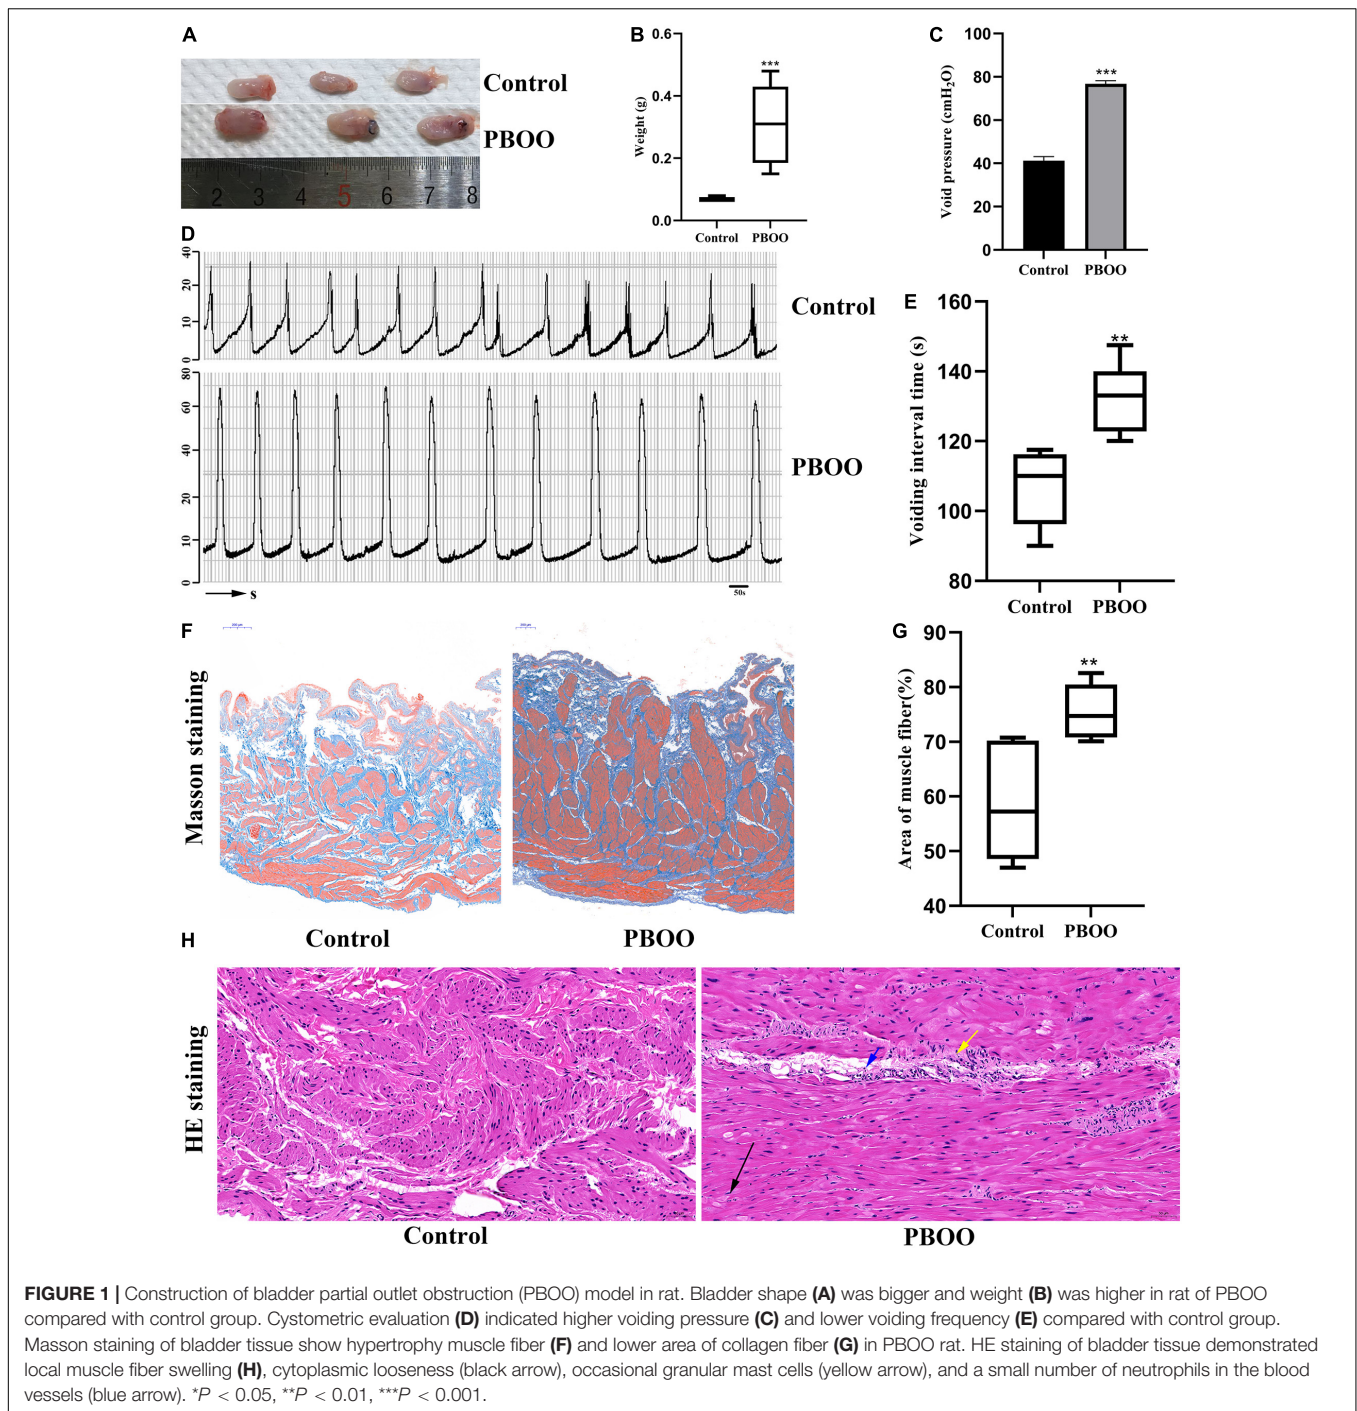 A
Control
PBOO
2 3 4 5 6 7 8
B
0.6
0.4
0.2
0.0
Weight (g)
***
Control PBOO
C
100
80
60
40
20
0
Void pressure (cmH2O)
***
Control PBOO
D
40
20
10
0
Control
80
60
40
20
10
0
PBOO
s
50s
E
160
140
120
100
80
Voiding interval time (s)
**
Control PBOO
F
Masson staining
Control PBOO
G
90
80
70
60
50
40
Area of muscle fiber(%)
**
Control PBOO
H
HE staining
Control PBOO
FIGURE 1 | Construction of bladder partial outlet obstruction (PBOO) model in rat. Bladder shape (A) was bigger and weight (B) was higher in rat of PBOO
compared with control group. Cystometric evaluation (D) indicated higher voiding pressure (C) and lower voiding frequency (E) compared with control group.
Masson staining of bladder tissue show hypertrophy muscle fiber (F) and lower area of collagen fiber (G) in PBOO rat. HE staining of bladder tissue demonstrated
local muscle fiber swelling (H), cytoplasmic looseness (black arrow), occasional granular mast cells (yellow arrow), and a small number of neutrophils in the blood
vessels (blue arrow). *P < 0.05, **P < 0.01, ***P < 0.001.